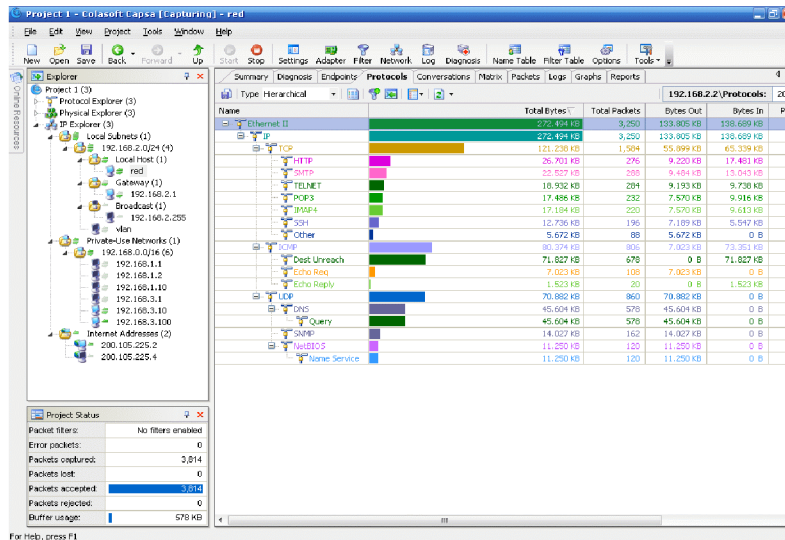 Project 1 - Colasoft Capsa [Capturing] - red
File Edit View Project Tools Window Help
New Open Save Back Forward Up Start Stop Settings Adapter Filter Network Log Diagnosis Name Table Filter Table Options Tools
Online Resources
Explorer
Project 1 (3)
Protocol Explorer (3)
Physical Explorer (3)
IP Explorer (3)
Local Subnets (1)
192.168.2.0/24 (4)
Local Host (1)
red
Gateway (1)
192.168.2.1
Broadcast (1)
192.168.2.255
vlan
Private-Use Networks (1)
192.168.0.0/16 (6)
192.168.1.1
192.168.1.2
192.168.1.10
192.168.3.1
192.168.3.10
192.168.3.100
Internet Addresses (2)
200.105.225.2
200.105.225.4
Project Status
Packet filters: No filters enabled
Error packets: 0
Packets captured: 3,814
Packets lost: 0
Packets accepted: 3,814
Packets rejected: 0
Buffer usage: 578 KB
Summary Diagnosis Endpoints Protocols Conversations Matrix Packets Logs Graphs Reports
Type Hierarchical 192.168.2.2\Protocols: 20
Name Total Bytes Total Packets Bytes Out Bytes In P
Ethernet II 272.494 KB 3,250 133.805 KB 138.689 KB
IP 272.494 KB 3,250 133.805 KB 138.689 KB
TCP 121.238 KB 1,584 55.899 KB 65.339 KB
HTTP 26.701 KB 276 9.220 KB 17.481 KB
SMTP 22.527 KB 288 9.484 KB 13.043 KB
TELNET 18.932 KB 284 9.193 KB 9.738 KB
POP3 17.486 KB 232 7.570 KB 9.916 KB
IMAP4 17.184 KB 220 7.570 KB 9.613 KB
SSH 12.736 KB 196 7.189 KB 5.547 KB
Other 5.672 KB 88 5.672 KB 0 B
ICMP 80.374 KB 806 7.023 KB 73.351 KB
Dest Unreach 71.827 KB 678 0 B 71.827 KB
Echo Req 7.023 KB 108 7.023 KB 0 B
Echo Reply 1.523 KB 20 0 B 1.523 KB
UDP 70.882 KB 860 70.882 KB 0 B
DNS 45.604 KB 578 45.604 KB 0 B
Query 45.604 KB 578 45.604 KB 0 B
SNMP 14.027 KB 162 14.027 KB 0 B
NetBIOS 11.250 KB 120 11.250 KB 0 B
Name Service 11.250 KB 120 11.250 KB 0 B
For Help, press F1